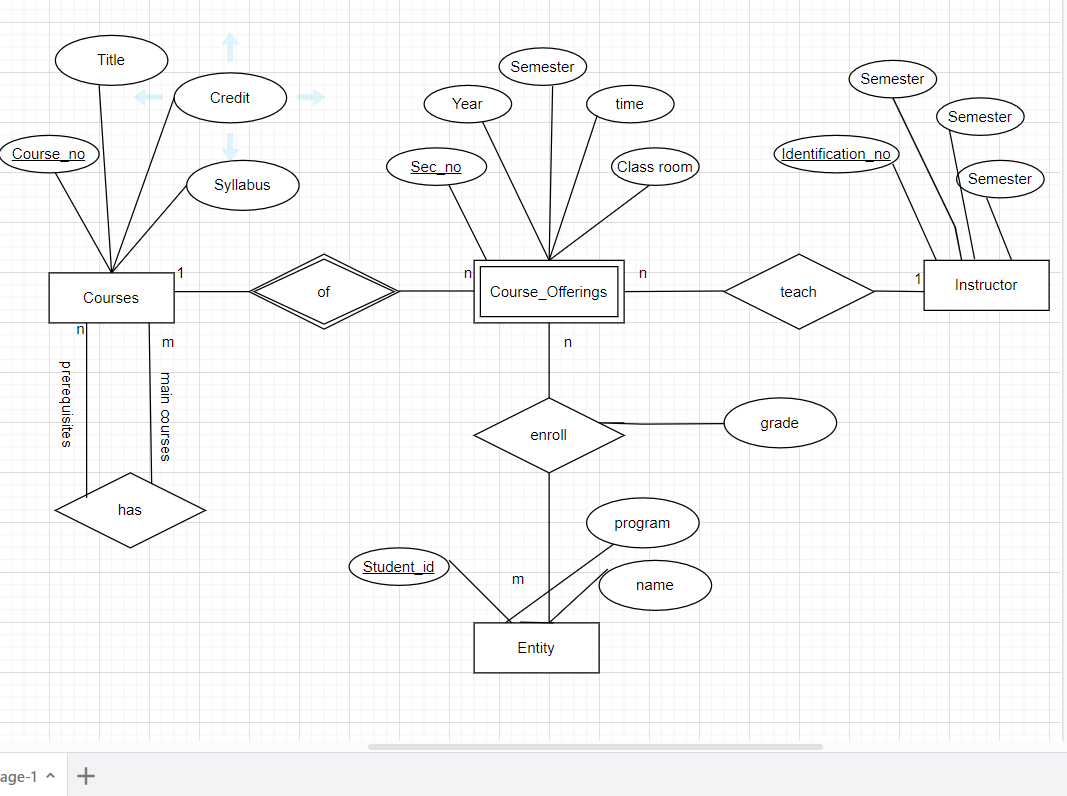 Title
Semester
Semester
Credit
Year
time
Semester
Course_no
Sec_no
Class room
Identification_no
Semester
Syllabus
1
n
n
1
Courses
of
Course_Offerings
teach
Instructor
n
m
n
prerequisites
main courses
enroll
grade
has
program
Student_id
m
name
Entity
age-1